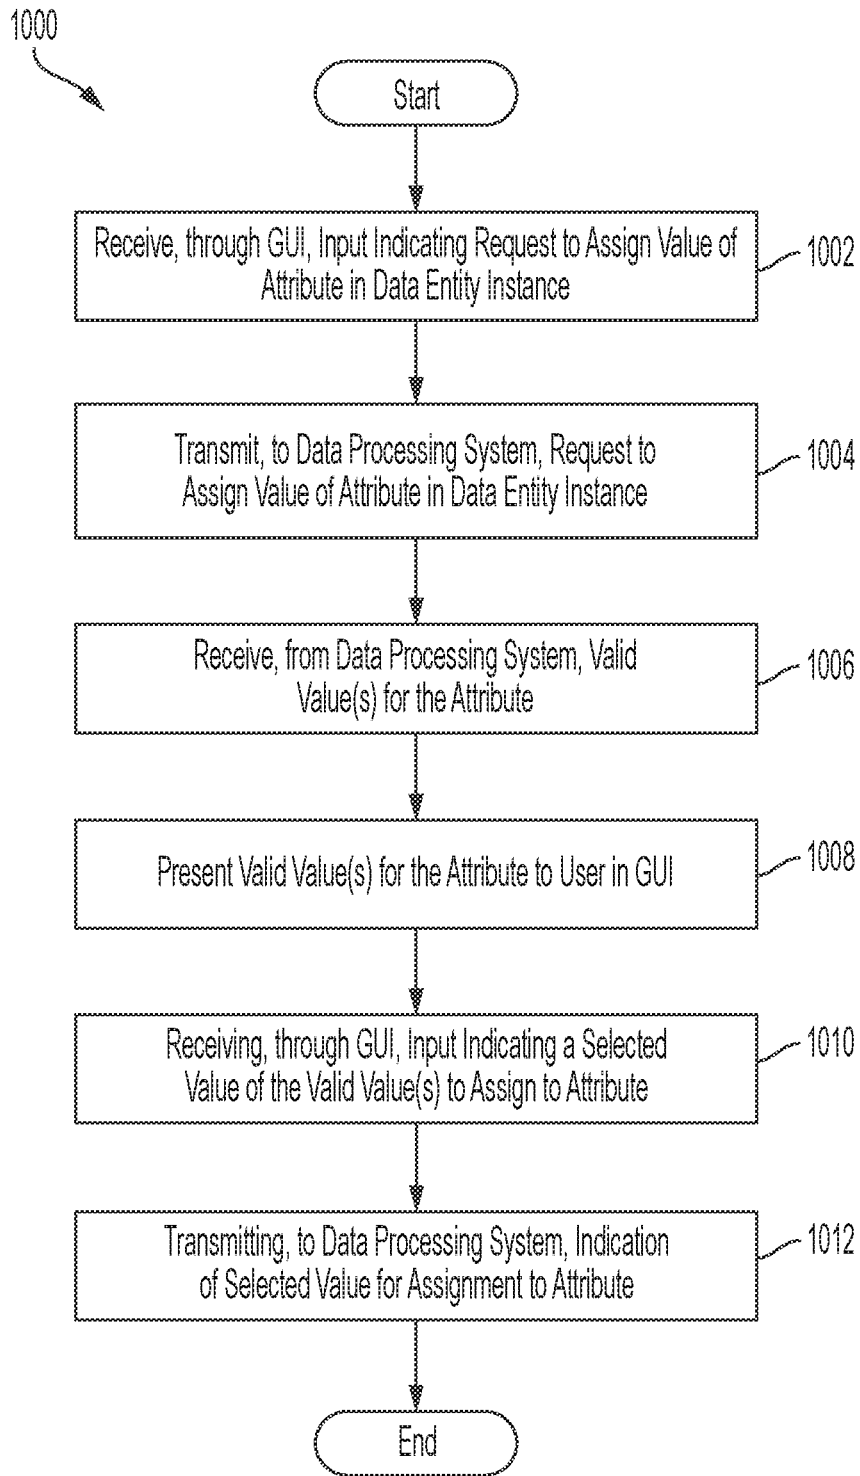 1000
Start
Receive, through GUI, Input Indicating Request to Assign Value of
Attribute in Data Entity Instance
1002
Transmit, to Data Processing System, Request to
Assign Value of Attribute in Data Entity Instance
1004
Receive, from Data Processing System, Valid
Value(s) for the Attribute
1006
Present Valid Value(s) for the Attribute to User in GUI
1008
Receiving, through GUI, Input Indicating a Selected
Value of the Valid Value(s) to Assign to Attribute
1010
Transmitting, to Data Processing System, Indication
of Selected Value for Assignment to Attribute
1012
End